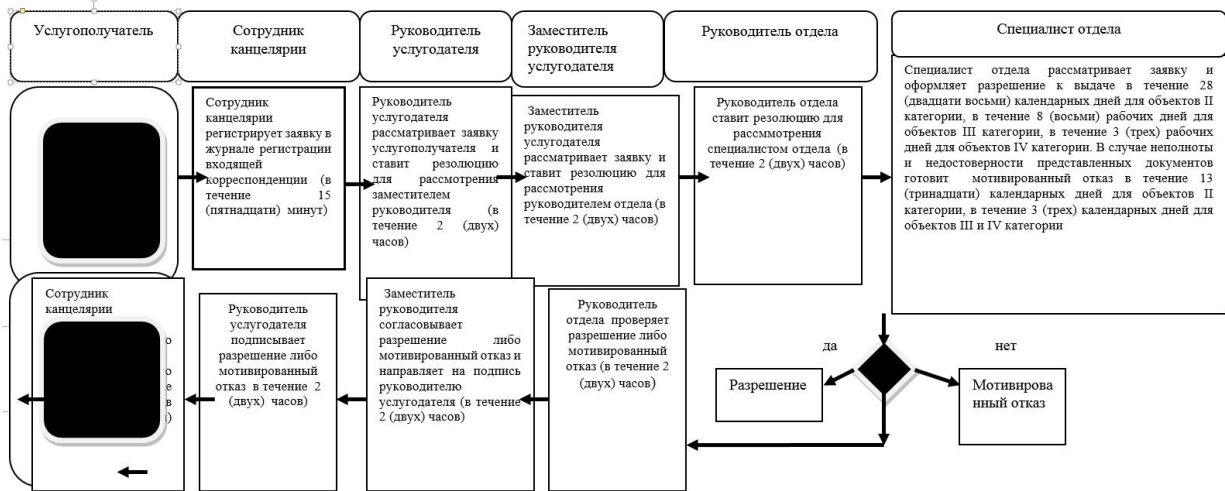 Услугополучатель
Сотрудник
канцелярии
Руководитель
услугодателя
Заместитель
руководителя
услугодателя
Руководитель отдела
Специалист отдела
Сотрудник
канцелярии
регистрирует заявку в
журнале регистрации
входящей
корреспонденции (в
течение 15
(пятнадцати) минут)
Руководитель
услугодателя
рассматривает заявку
услугополучателя и
ставит резолюцию
для рассмотрения
заместителем
руководителя (в
течение 2 (двух)
часов)
Заместитель
руководителя
услугодателя
рассматривает заявку и
ставит резолюцию для
рассмотрения
руководителем отдела (в
течение 2 (двух) часов)
Руководитель отдела
ставит резолюцию для
рассммотрения
специалистом отдела (в
течение 2 (двух) часов)
Специалист отдела рассматривает заявку и
оформляет разрешение к выдаче в течение 28
(двадцати восьми) календарных дней для объектов II
категории, в течение 8 (восьми) рабочих дней для
объектов III категории, в течение 3 (трех) рабочих
дней для объектов IV категории. В случае неполноты
и недостоверности представленных документов
готовит мотивированный отказ в течение 13
(тринадцати) календарных дней для объектов II
категории, в течение 3 (трех) календарных дней для
объектов III и IV категории
Сотрудник
канцелярии
Руководитель
услугодателя
подписывает
разрешение либо
мотивированный
отказ в течение 2
(двух) часов)
Заместитель
руководителя
согласовывает
разрешение либо
мотивированный отказ и
направляет на подпись
руководителю
услугодателя (в течение
2 (двух) часов)
Руководитель
отдела проверяет
разрешение либо
мотивированный
отказ (в течение 2
(двух) часов)
да
нет
Разрешение
Мотивирова
нный отказ